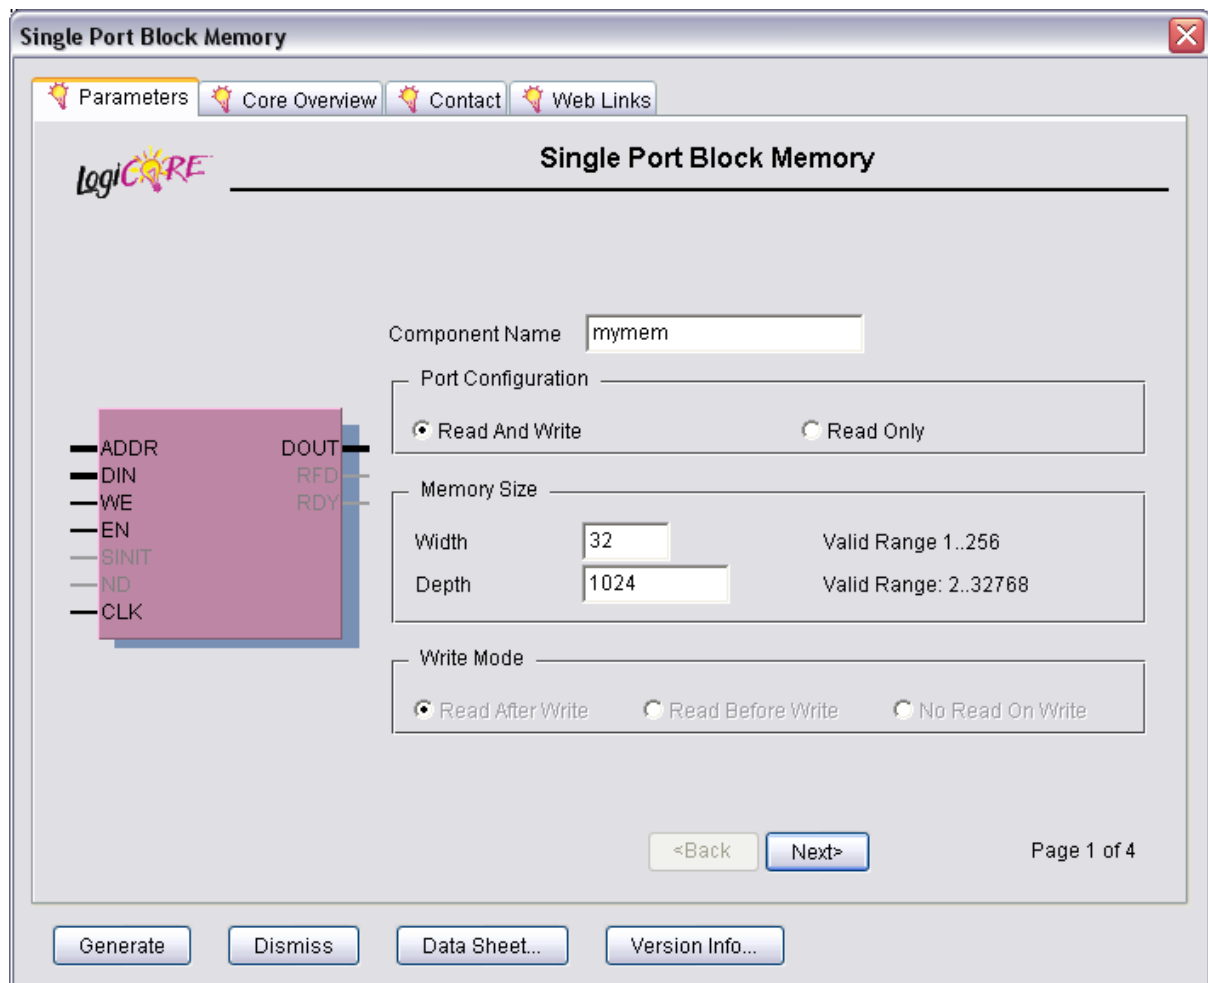 Single Port Block Memory
Parameters Core Overview Contact Web Links
LogiCORE
Single Port Block Memory
Component Name mymem
Port Configuration
Read And Write Read Only
ADDR DOUT
DIN RFD
WE RDY
EN
SINIT
ND
CLK
Memory Size
Width 32 Valid Range 1..256
Depth 1024 Valid Range: 2..32768
Write Mode
Read After Write Read Before Write No Read On Write
<Back Next> Page 1 of 4
Generate Dismiss Data Sheet... Version Info...